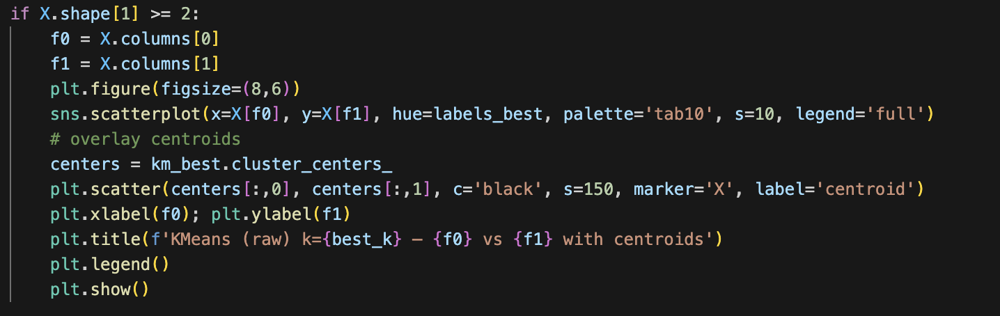 if X.shape[1] >= 2:
    f0 = X.columns[0]
    f1 = X.columns[1]
    plt.figure(figsize=(8,6))
    sns.scatterplot(x=X[f0], y=X[f1], hue=labels_best, palette='tab10', s=10, legend='full')
    # overlay centroids
    centers = km_best.cluster_centers_
    plt.scatter(centers[:,0], centers[:,1], c='black', s=150, marker='X', label='centroid')
    plt.xlabel(f0); plt.ylabel(f1)
    plt.title(f'KMeans (raw) k={best_k} — {f0} vs {f1} with centroids')
    plt.legend()
    plt.show()